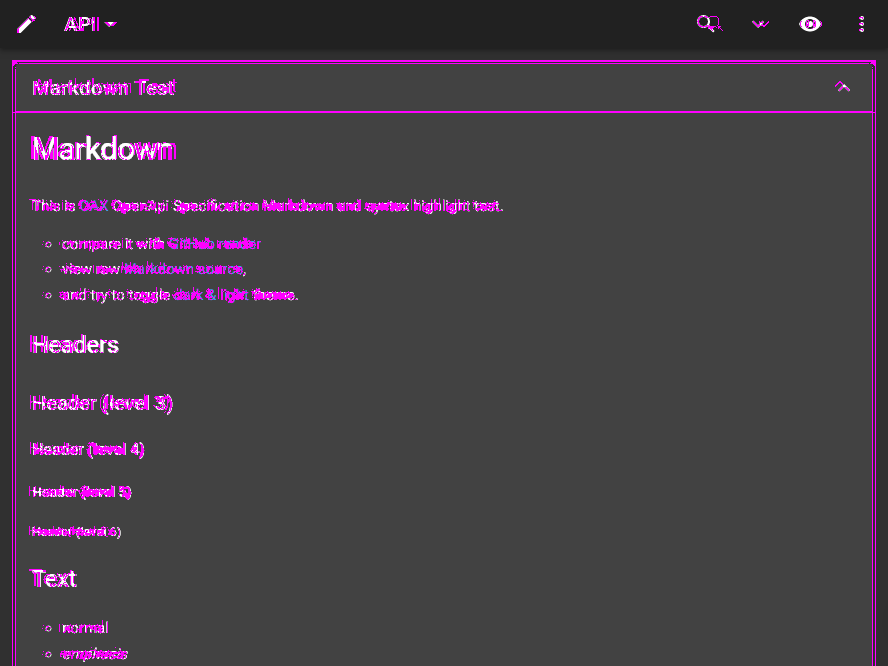 API
Markdown Test
Markdown
This is OAX OpenApi Specification Markdown and syntax highlight test.
compare it with GitHub render
view raw Markdown source,
and try to toggle dark & light theme.
Headers
Header (level 3)
Header (level 4)
Header (level 5)
Header (level 6)
Text
normal
emphasis